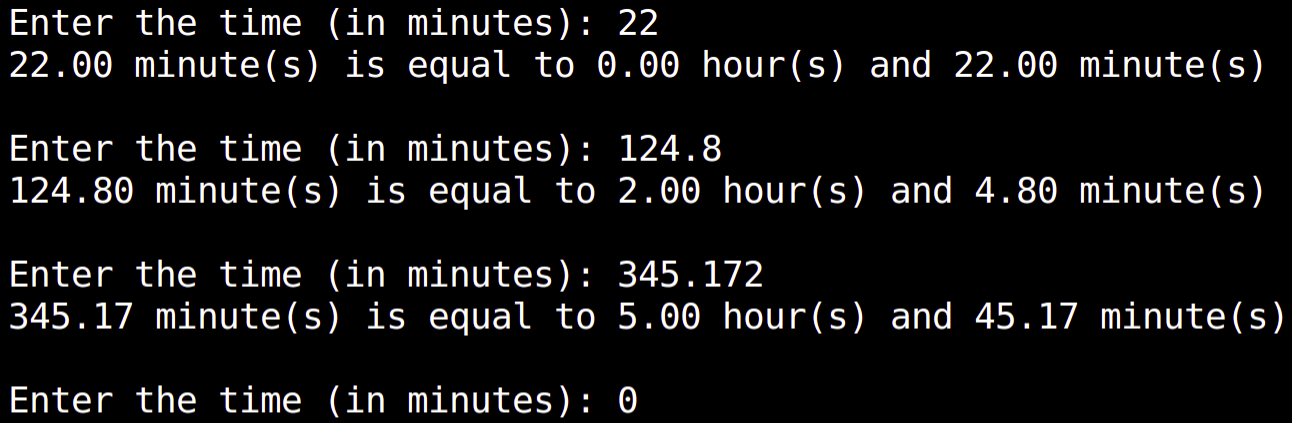 Enter the time (in minutes): 22
22.00 minute(s) is equal to 0.00 hour(s) and 22.00 minute(s)
Enter the time (in minutes): 124.8
124.80 minute(s) is equal to 2.00 hour(s) and 4.80 minute(s)
Enter the time (in minutes): 345.172
345.17 minute(s) is equal to 5.00 hour(s) and 45.17 minute(s)
Enter the time (in minutes): 0